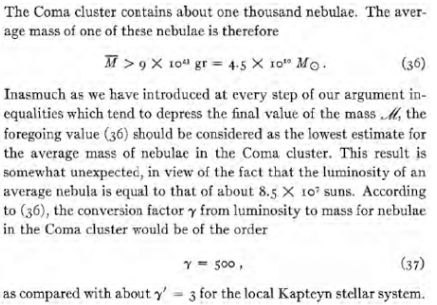 The Coma cluster contains about one thousand nebulae. The aver-
age mass of one of these nebulae is therefore
M̅ > 9 × 10⁴³ gr = 4.5 × 10¹⁰ M⊙. (36)
Inasmuch as we have introduced at every step of our argument in-
equalities which tend to depress the final value of the mass ℳ, the
foregoing value (36) should be considered as the lowest estimate for
the average mass of nebulae in the Coma cluster. This result is
somewhat unexpected, in view of the fact that the luminosity of an
average nebula is equal to that of about 8.5 × 10⁷ suns. According
to (36), the conversion factor γ from luminosity to mass for nebulae
in the Coma cluster would be of the order
γ = 500 , (37)
as compared with about γ′ = 3 for the local Kapteyn stellar system.